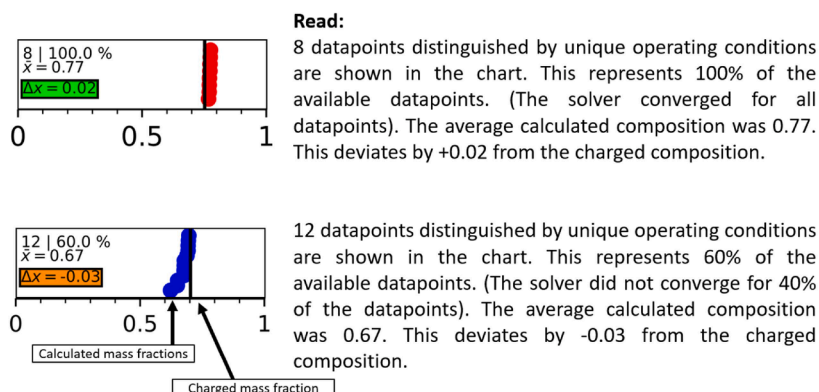 Read:
8 | 100.0 %
x̄ = 0.77
Δx = 0.02
0 0.5 1
8 datapoints distinguished by unique operating conditions
are shown in the chart. This represents 100% of the
available datapoints. (The solver converged for all
datapoints). The average calculated composition was 0.77.
This deviates by +0.02 from the charged composition.
12 | 60.0 %
x̄ = 0.67
Δx = -0.03
0 0.5 1
Calculated mass fractions
Charged mass fraction
12 datapoints distinguished by unique operating conditions
are shown in the chart. This represents 60% of the
available datapoints. (The solver did not converge for 40%
of the datapoints). The average calculated composition
was 0.67. This deviates by -0.03 from the charged
composition.